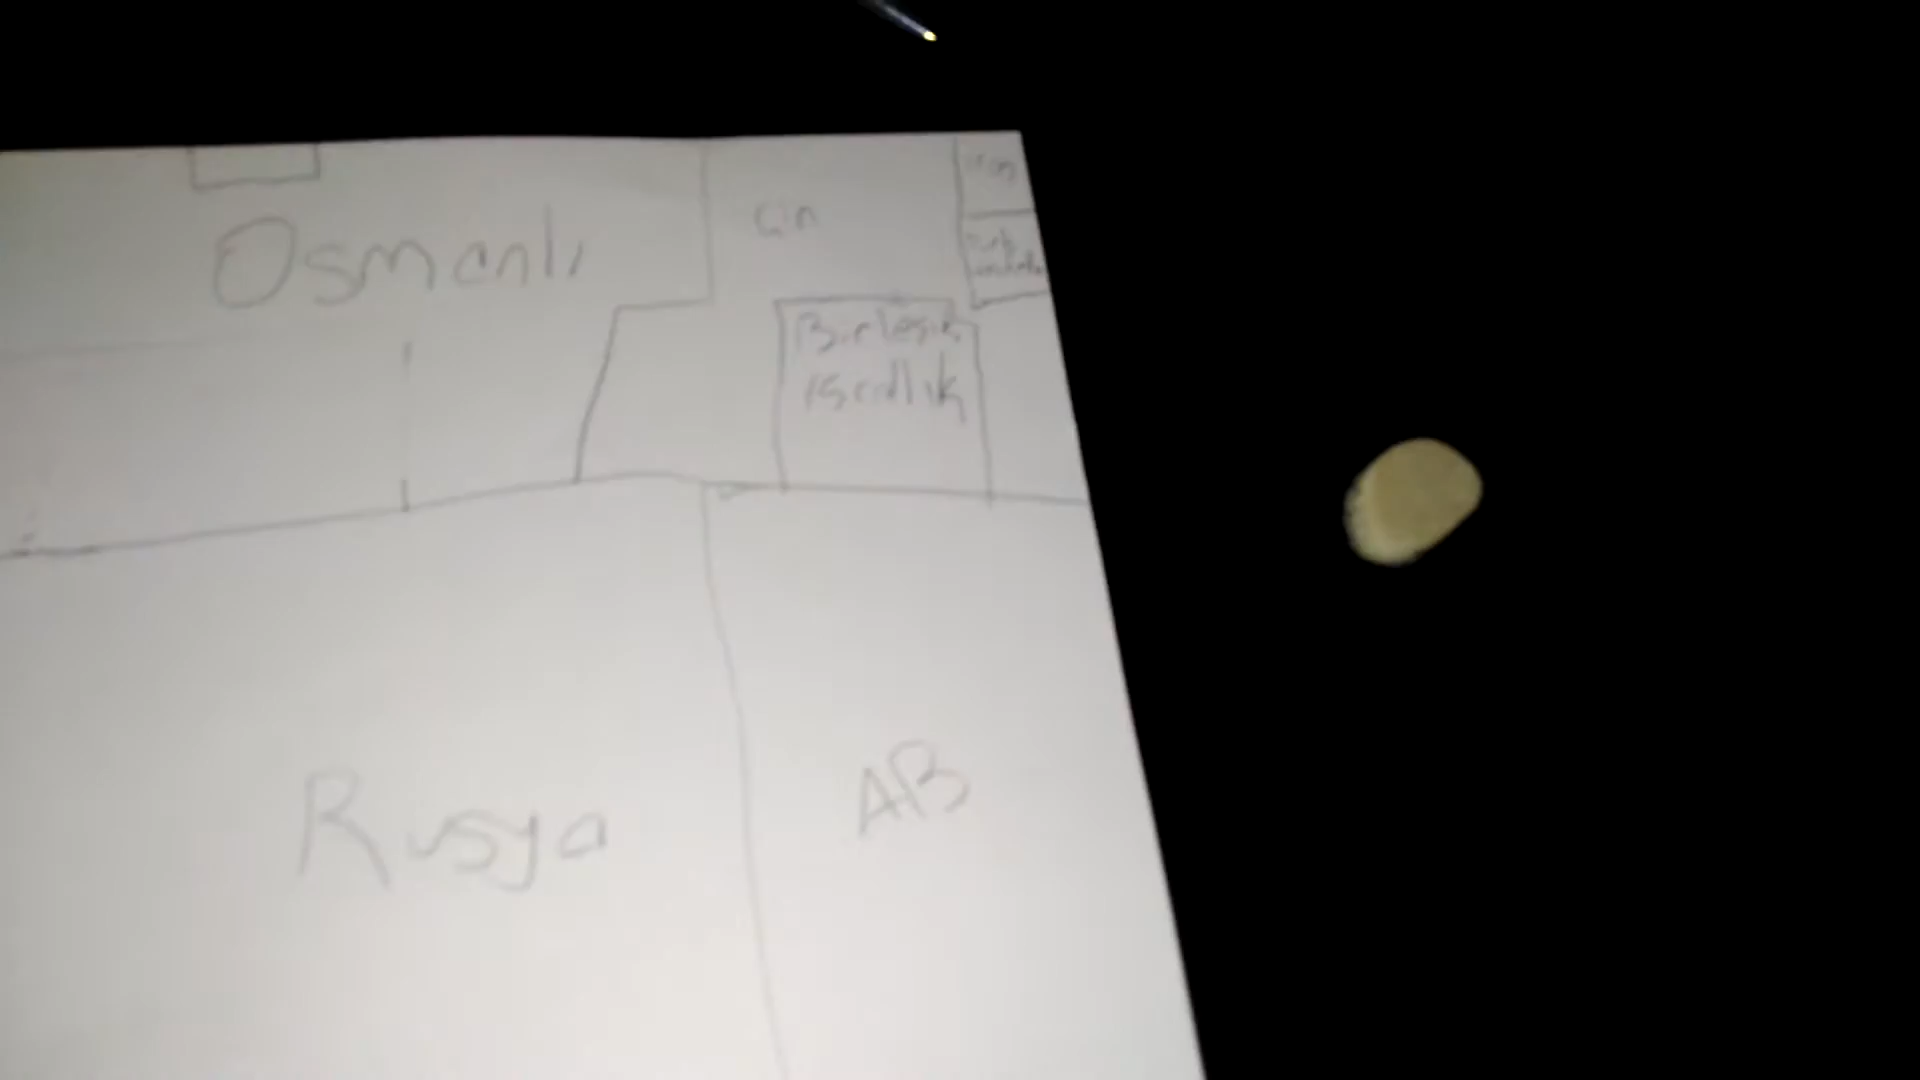 Osmanlı
Çin
Birleşik
Krallık
Rusya
AB